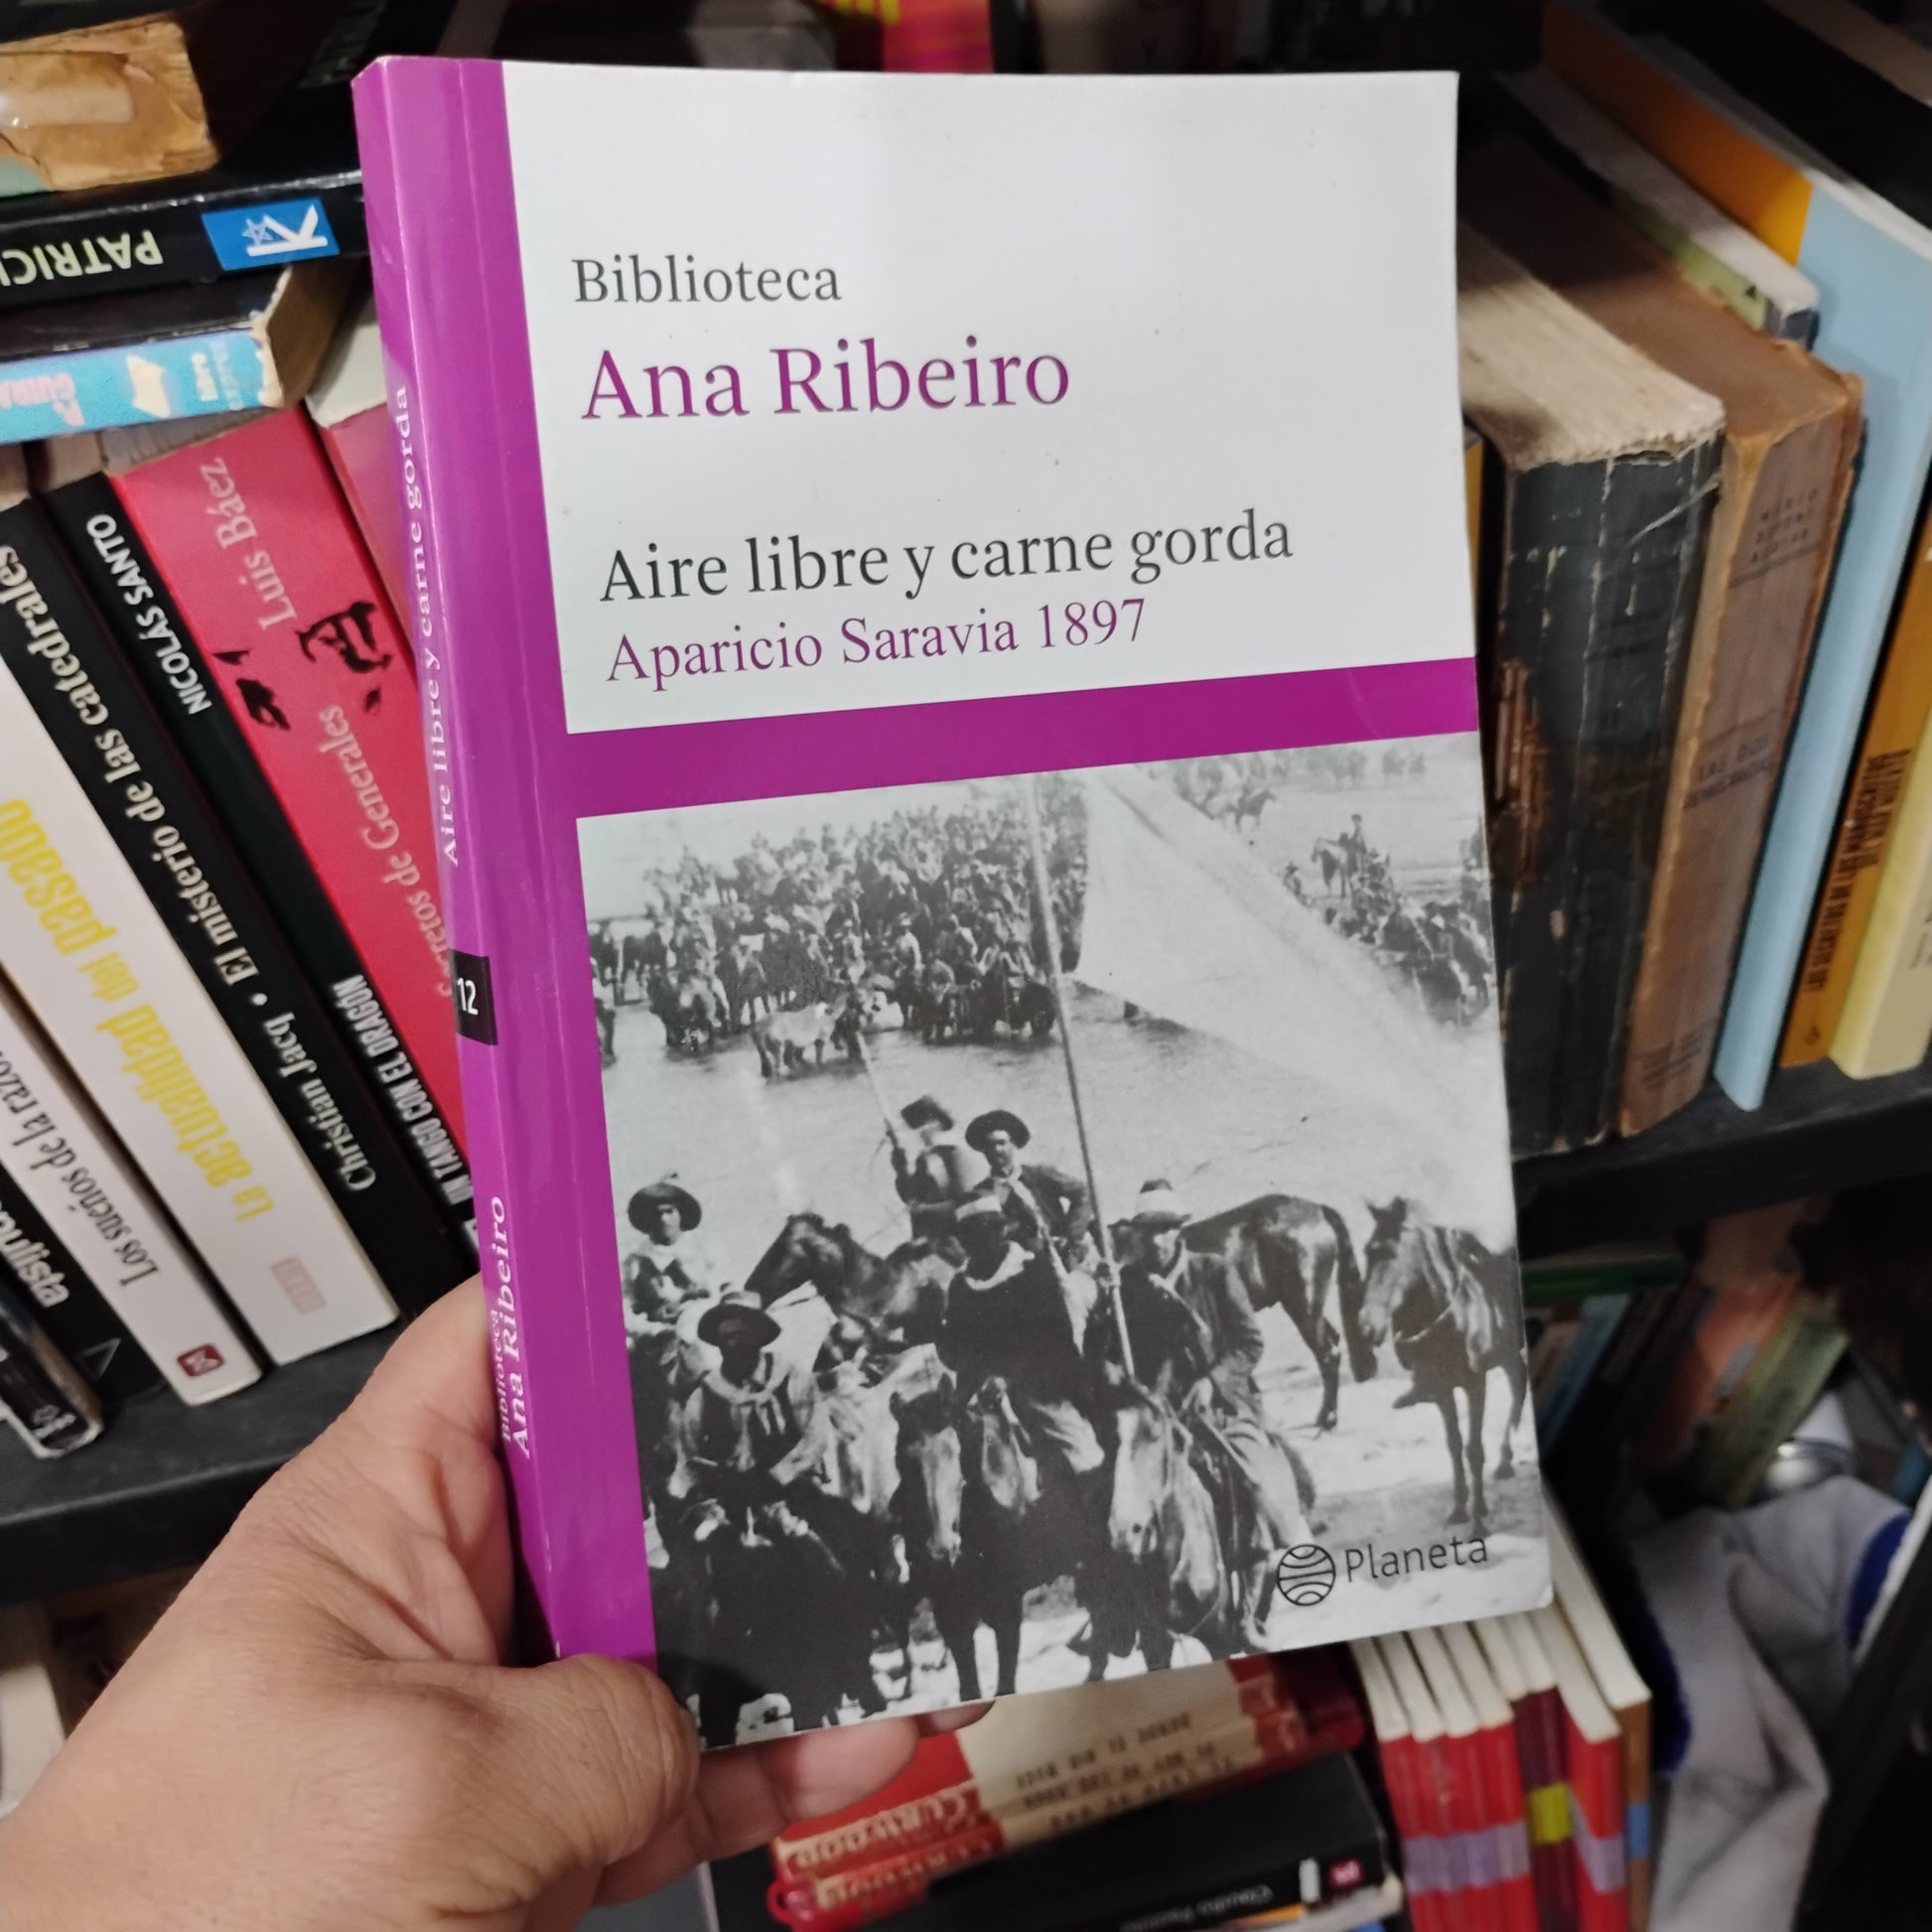 Biblioteca
Ana Ribeiro
Aire libre y carne gorda
Aparicio Saravia 1897
Planeta
Aire libre y carne gorda
12
Biblioteca
Ana Ribeiro
Luis Báez
Secretos de Generales
NICOLÁS SANTO
UN TANGO CON EL DRAGÓN
Christian Jacq • El misterio de las catedrales
La actualidad del pasado
Los sueños de la razón